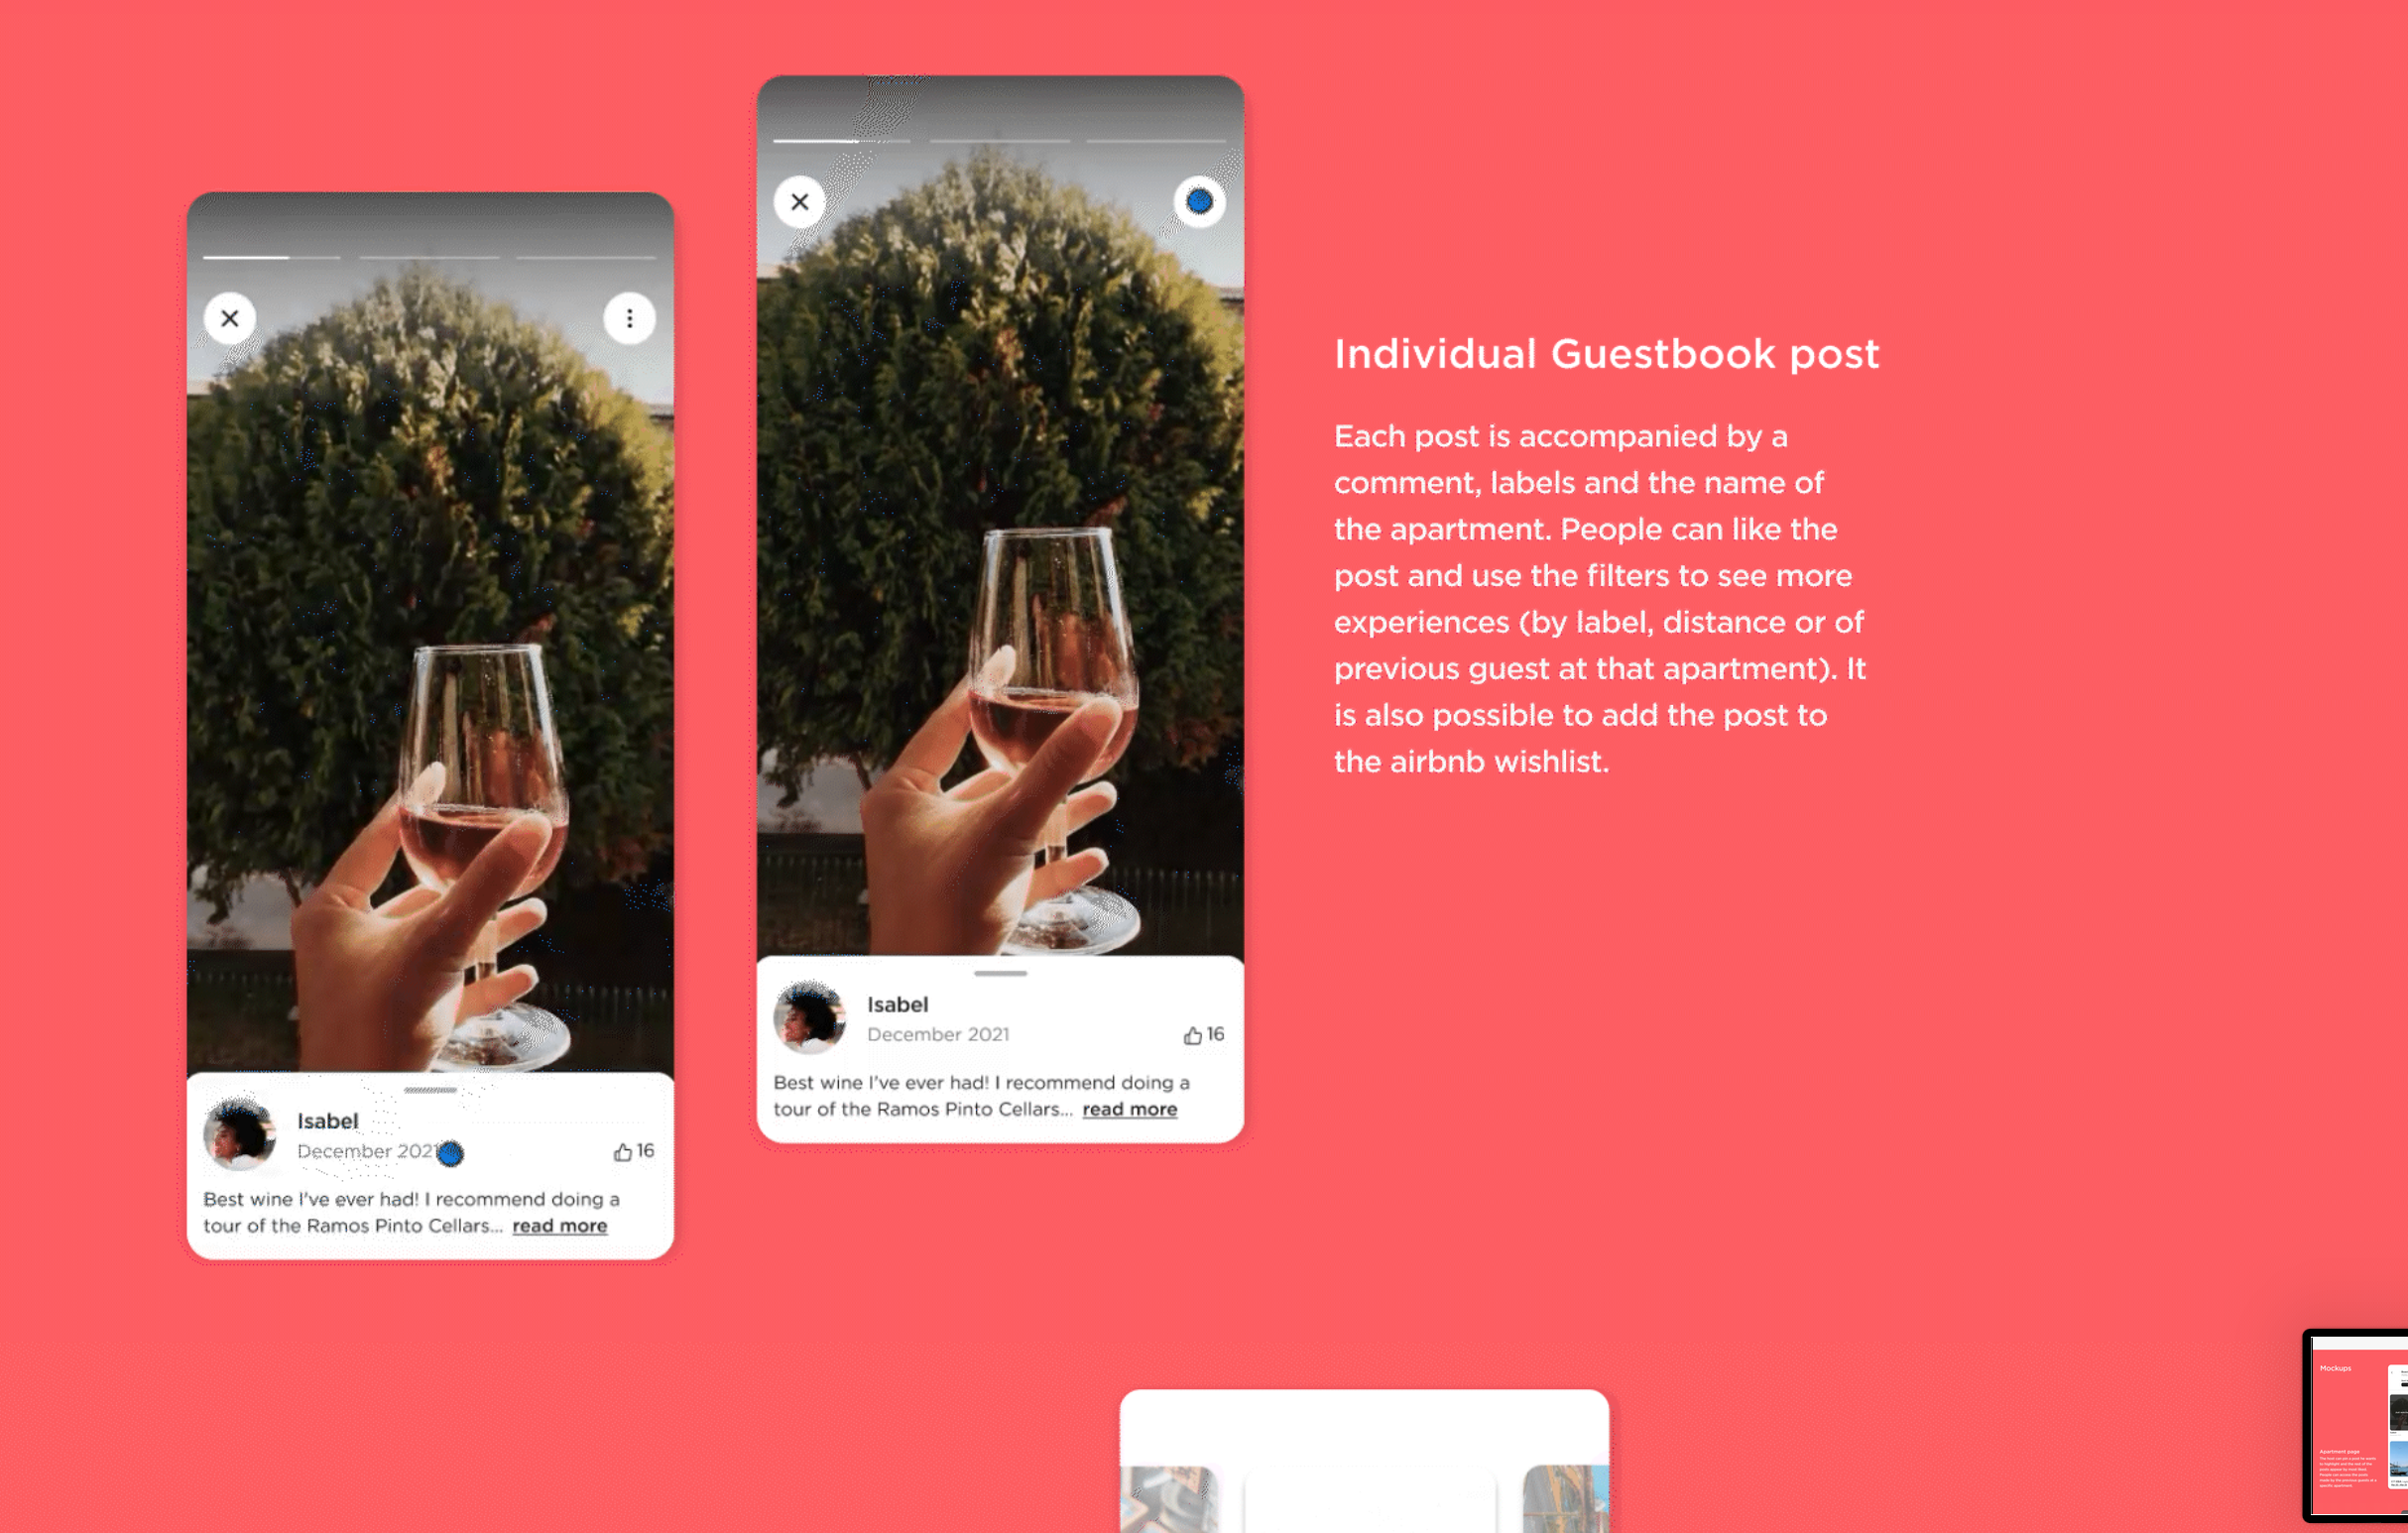 Isabel
December 2021
16
Best wine I've ever had! I recommend doing a
tour of the Ramos Pinto Cellars... read more
Isabel
December 2021
16
Best wine I've ever had! I recommend doing a
tour of the Ramos Pinto Cellars... read more
Individual Guestbook post
Each post is accompanied by a
comment, labels and the name of
the apartment. People can like the
post and use the filters to see more
experiences (by label, distance or of
previous guest at that apartment). It
is also possible to add the post to
the airbnb wishlist.
Mockups
Apartment page